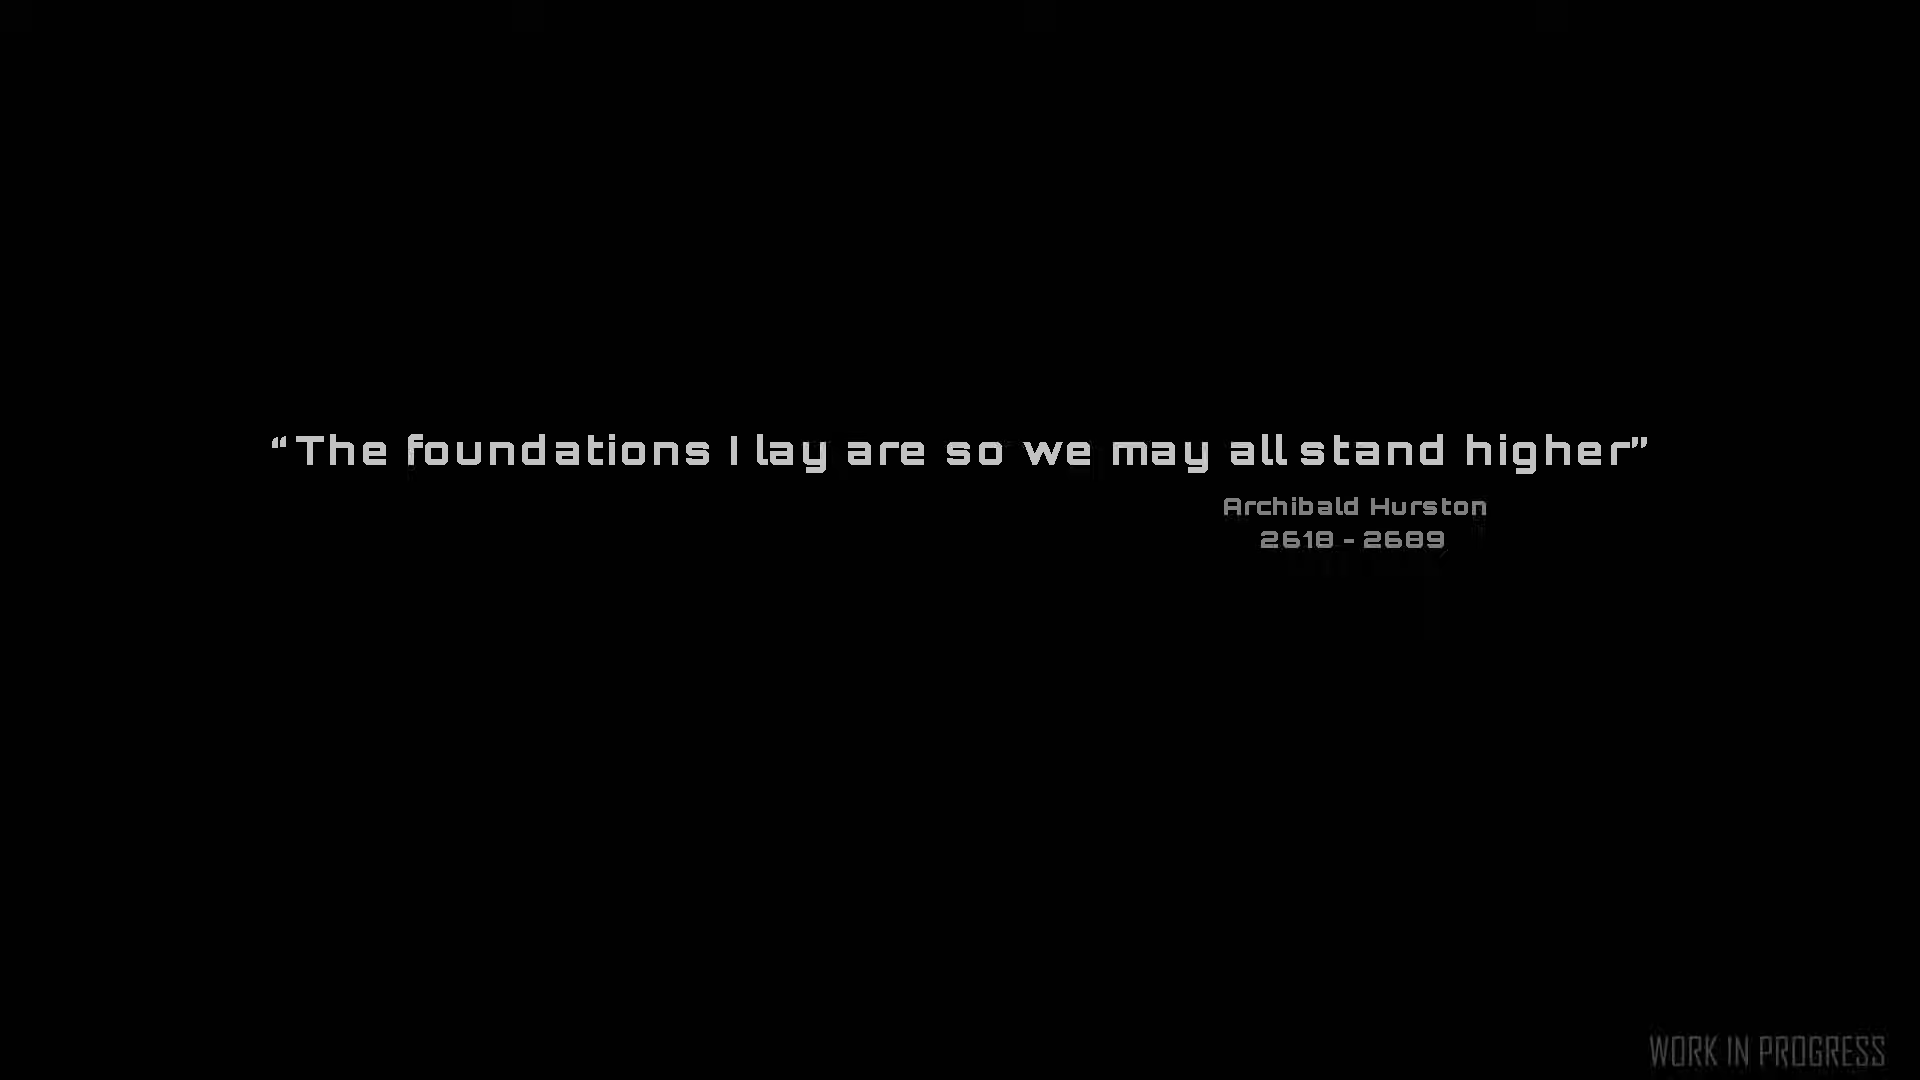 “The foundations I lay are so we may all stand higher”
Archibald Hurston
2618 - 2689
WORK IN PROGRESS